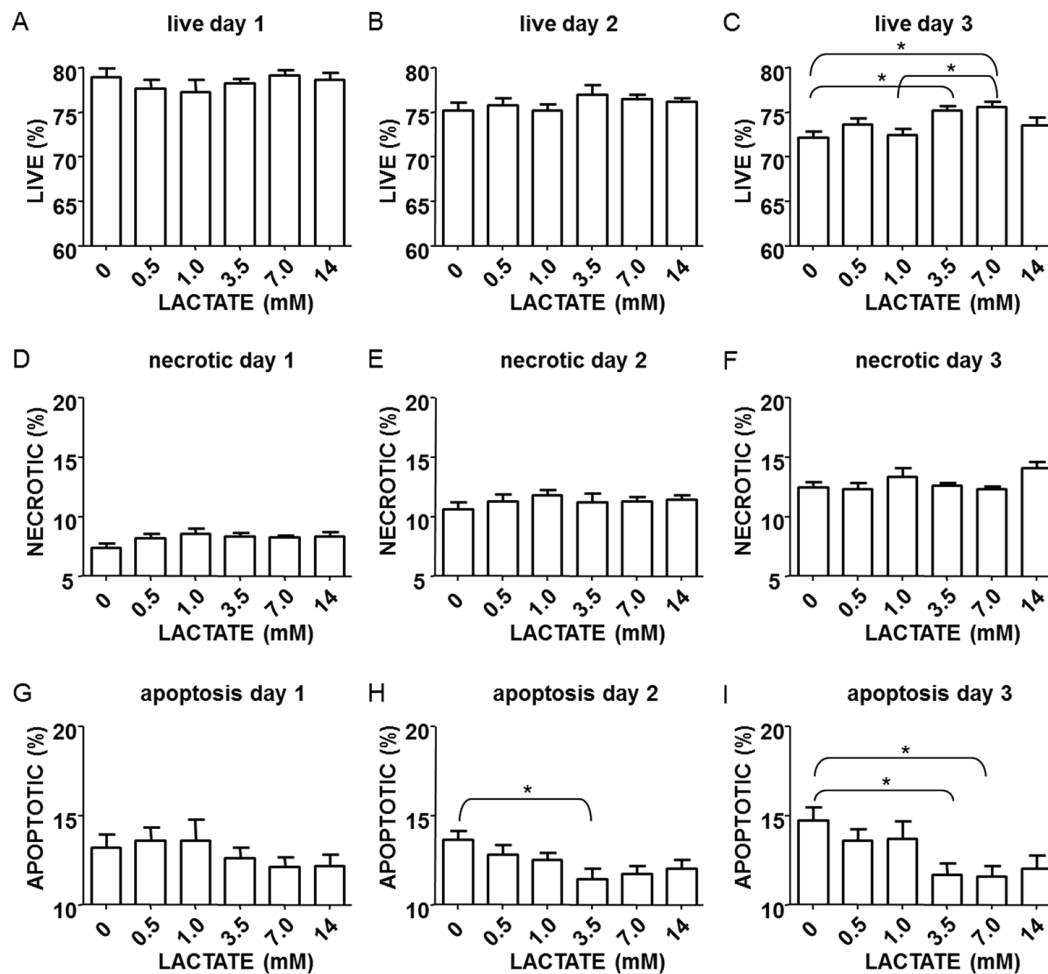 A live day 1
LIVE (%)
80
75
70
65
60
0 0.5 1.0 3.5 7.0 14
LACTATE (mM)
B live day 2
LIVE (%)
80
75
70
65
60
0 0.5 1.0 3.5 7.0 14
LACTATE (mM)
C live day 3
*
* *
LIVE (%)
80
75
70
65
60
0 0.5 1.0 3.5 7.0 14
LACTATE (mM)
D necrotic day 1
NECROTIC (%)
20
15
10
5
0 0.5 1.0 3.5 7.0 14
LACTATE (mM)
E necrotic day 2
NECROTIC (%)
20
15
10
5
0 0.5 1.0 3.5 7.0 14
LACTATE (mM)
F necrotic day 3
NECROTIC (%)
20
15
10
5
0 0.5 1.0 3.5 7.0 14
LACTATE (mM)
G apoptosis day 1
APOPTOTIC (%)
20
15
10
0 0.5 1.0 3.5 7.0 14
LACTATE (mM)
H apoptosis day 2
*
APOPTOTIC (%)
20
15
10
0 0.5 1.0 3.5 7.0 14
LACTATE (mM)
I apoptosis day 3
*
*
APOPTOTIC (%)
20
15
10
0 0.5 1.0 3.5 7.0 14
LACTATE (mM)